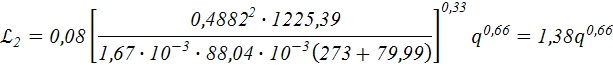 ℒ₂ = 0,08 [ (0,4882² · 1225,39) / (1,67 · 10⁻³ · 88,04 · 10⁻³(273 + 79,99)) ]^0,33 q^0,66 = 1,38q^0,66